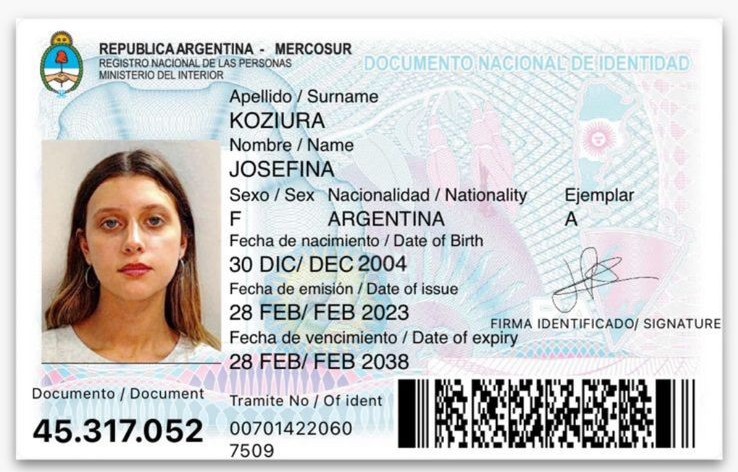 REPUBLICA ARGENTINA - MERCOSUR
REGISTRO NACIONAL DE LAS PERSONAS
MINISTERIO DEL INTERIOR
DOCUMENTO NACIONAL DE IDENTIDAD
Apellido / Surname
KOZIURA
Nombre / Name
JOSEFINA
Sexo / Sex Nacionalidad / Nationality Ejemplar
F ARGENTINA A
Fecha de nacimiento / Date of Birth
30 DIC/ DEC 2004
Fecha de emisión / Date of issue
28 FEB/ FEB 2023
FIRMA IDENTIFICADO/ SIGNATURE
Fecha de vencimiento / Date of expiry
28 FEB/ FEB 2038
Documento / Document
45.317.052
Tramite No / Of ident
00701422060
7509